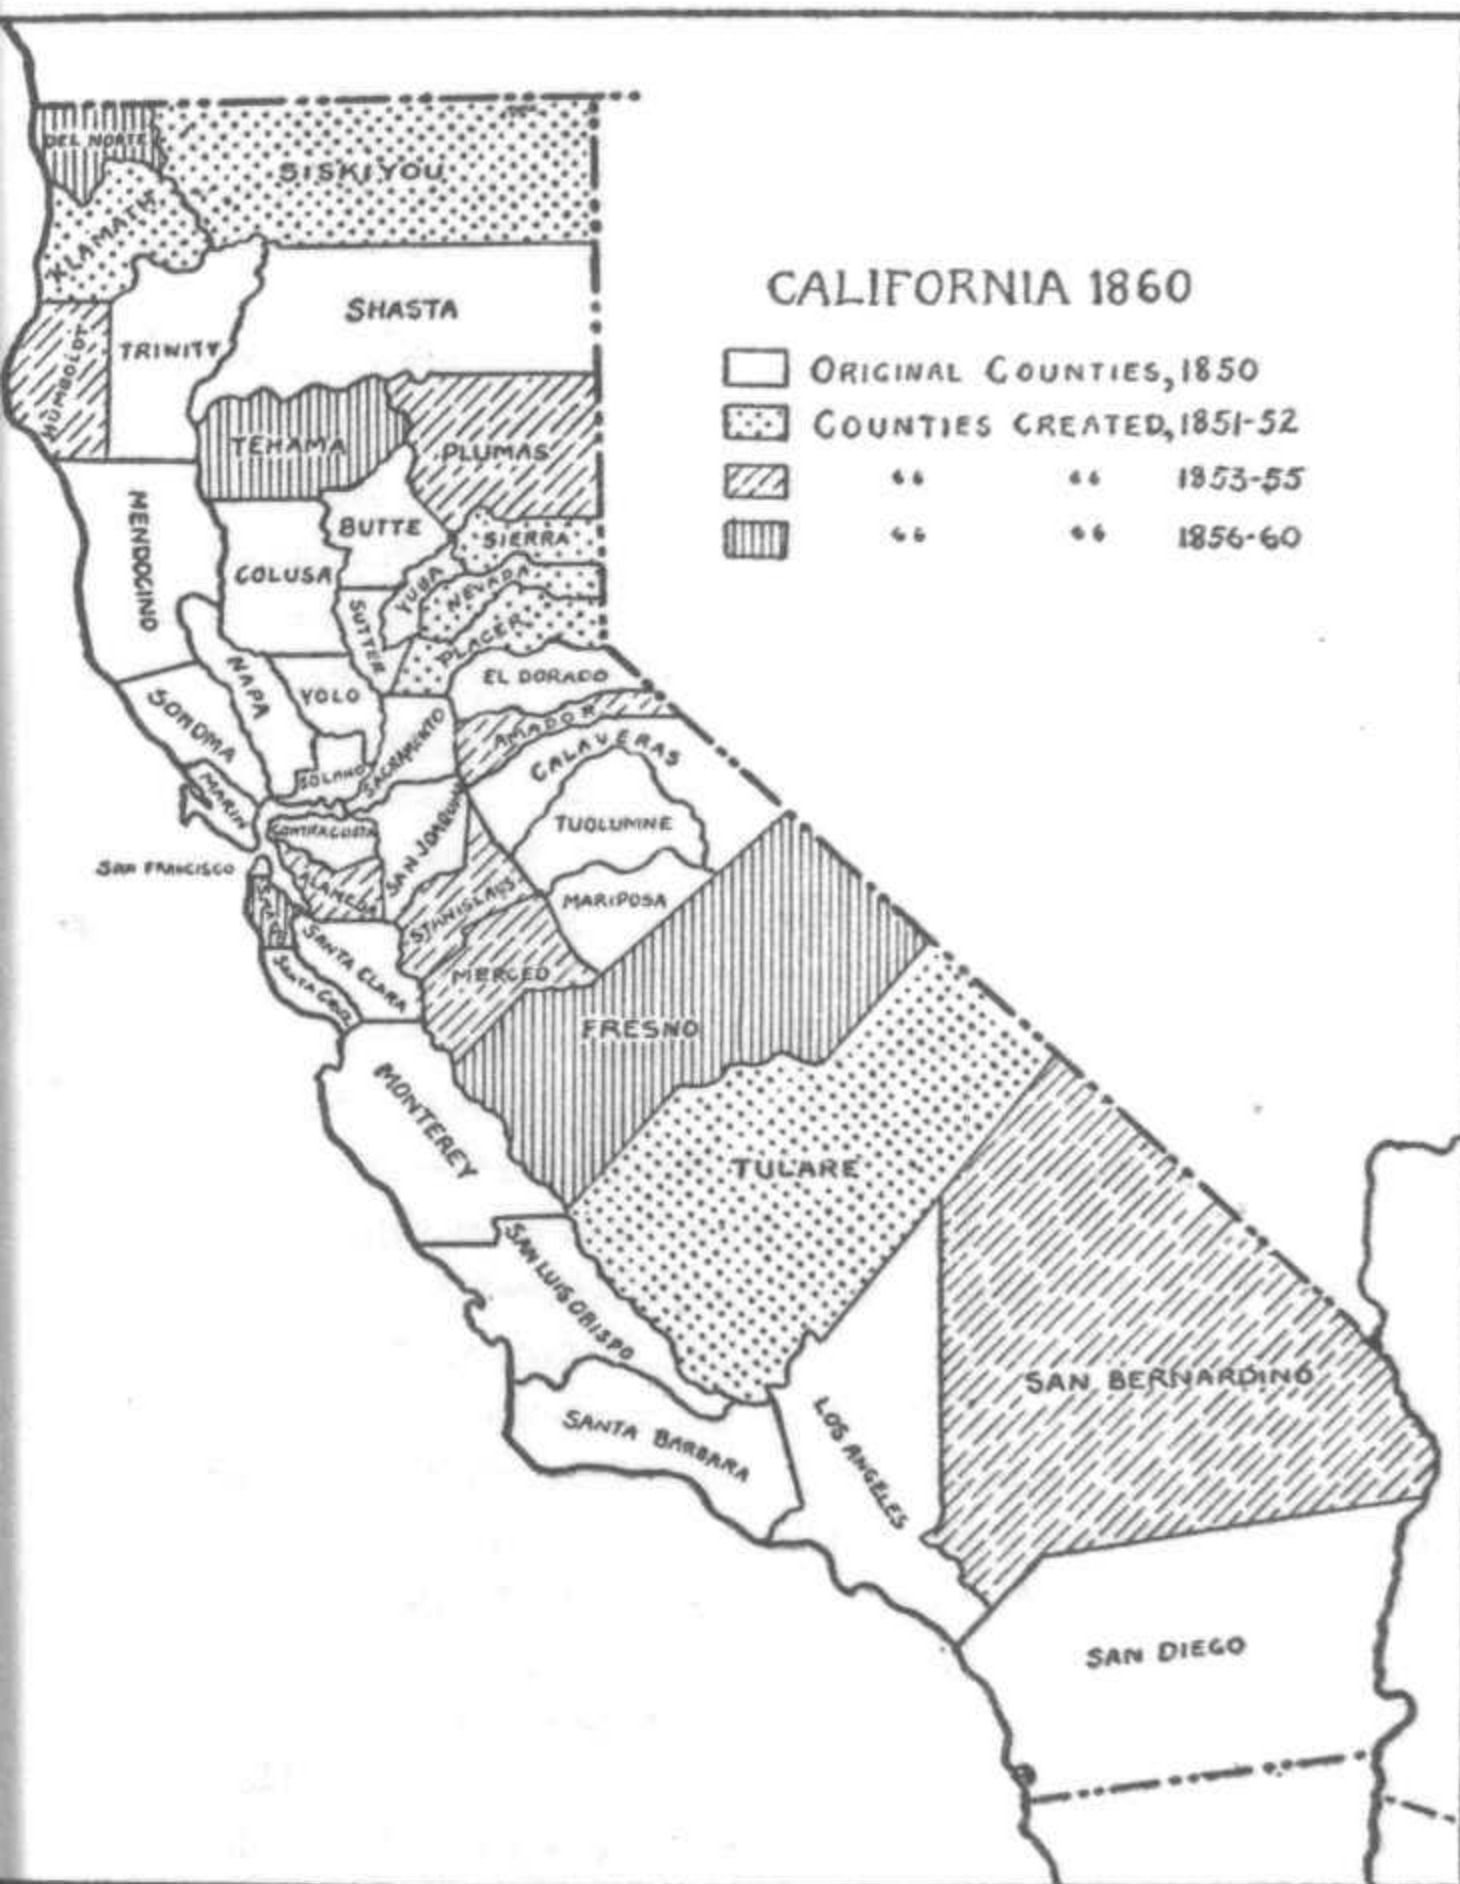 CALIFORNIA 1860
ORIGINAL COUNTIES, 1850
COUNTIES CREATED, 1851-52
“ “ 1853-55
“ “ 1856-60
DEL NORTE
SISKIYOU
KLAMATH
SHASTA
TRINITY
HUMBOLDT
TEHAMA
PLUMAS
MENDOCINO
BUTTE
SIERRA
COLUSA
YUBA
NEVADA
SUTTER
PLACER
NAPA
YOLO
EL DORADO
SONOMA
SACRAMENTO
AMADOR
CALAVERAS
SOLANO
MARIN
CONTRA COSTA
SAN JOAQUIN
TUOLUMNE
SAN FRANCISCO
ALAMEDA
STANISLAUS
MARIPOSA
SANTA CLARA
SANTA CRUZ
MERCED
FRESNO
MONTEREY
TULARE
SAN LUIS OBISPO
SAN BERNARDINO
SANTA BARBARA
LOS ANGELES
SAN DIEGO